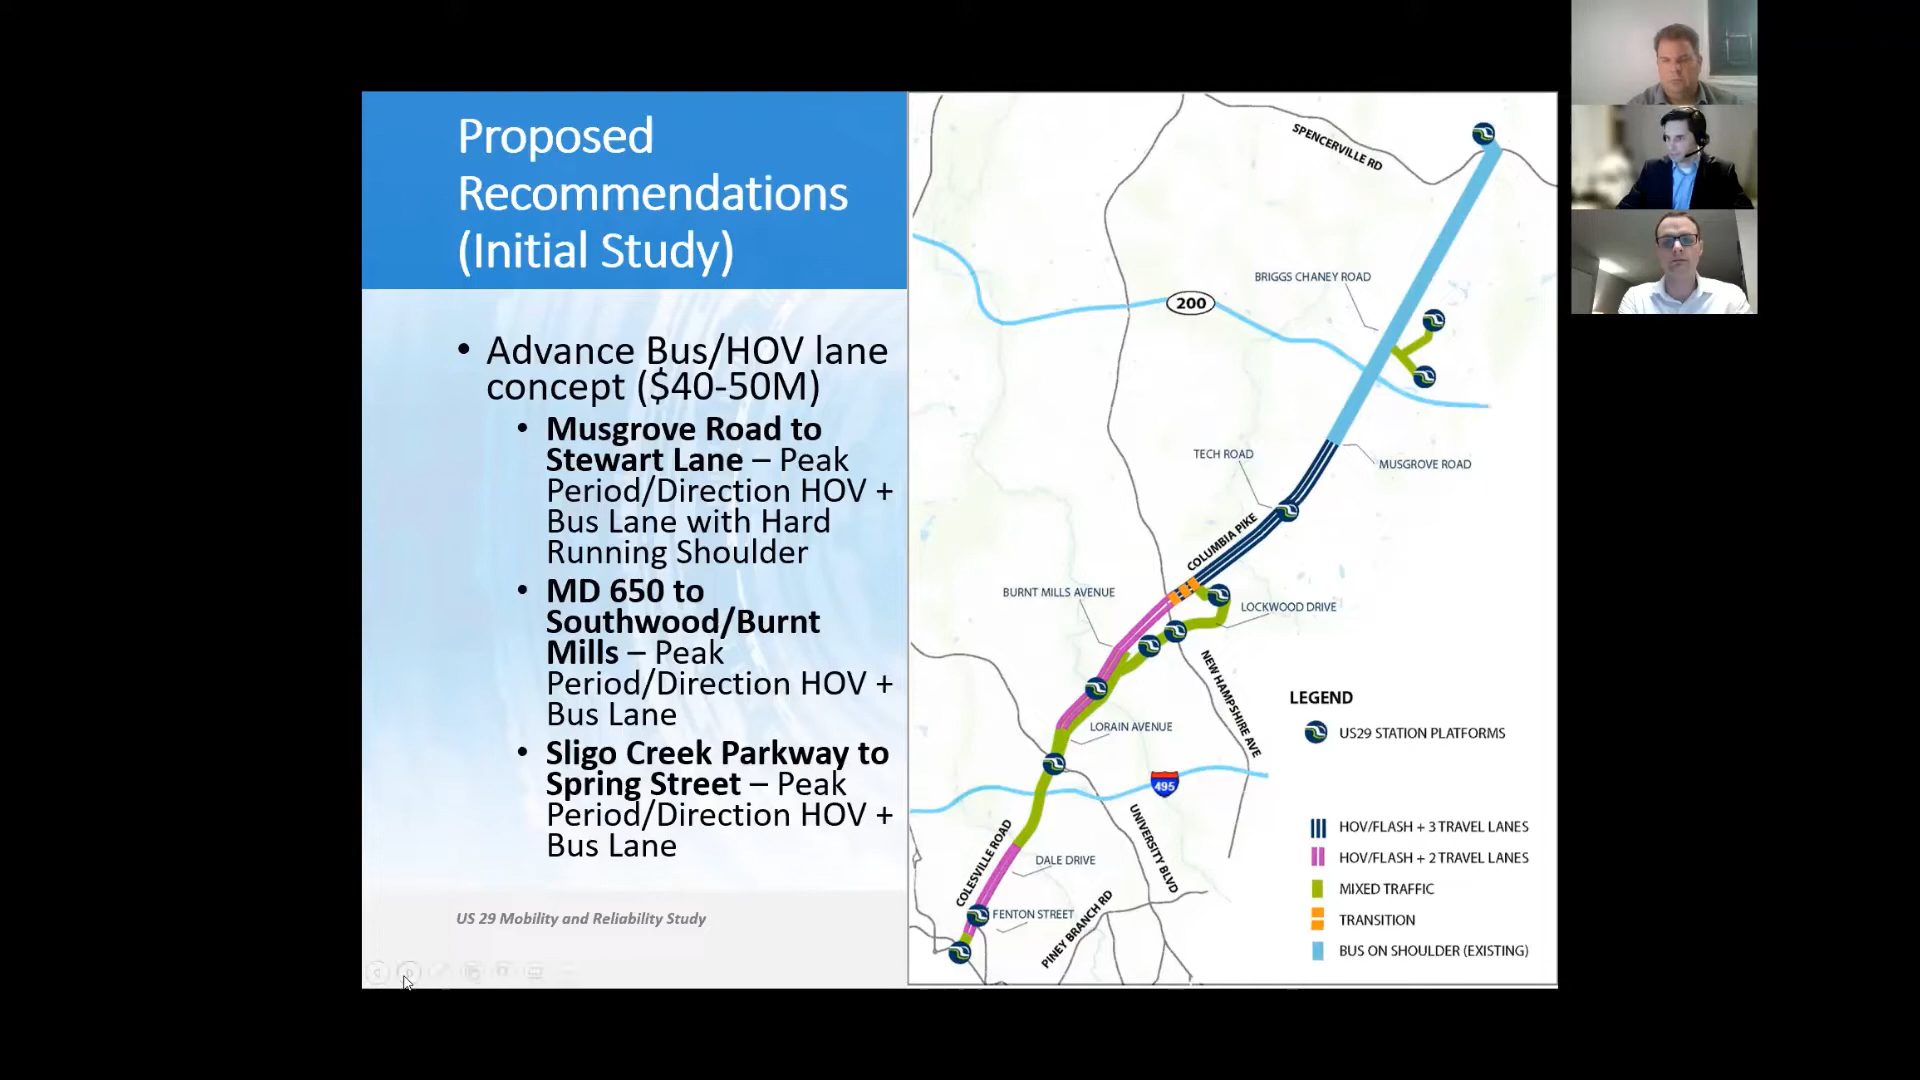 Proposed
Recommendations
(Initial Study)
• Advance Bus/HOV lane
concept ($40-50M)
• Musgrove Road to
Stewart Lane – Peak
Period/Direction HOV +
Bus Lane with Hard
Running Shoulder
• MD 650 to
Southwood/Burnt
Mills – Peak
Period/Direction HOV +
Bus Lane
• Sligo Creek Parkway to
Spring Street – Peak
Period/Direction HOV +
Bus Lane
US 29 Mobility and Reliability Study
SPENCERVILLE RD
BRIGGS CHANEY ROAD
200
TECH ROAD
MUSGROVE ROAD
COLUMBIA PIKE
BURNT MILLS AVENUE
LOCKWOOD DRIVE
NEW HAMPSHIRE AVE
LORAIN AVENUE
495
UNIVERSITY BLVD
COLESVILLE ROAD
DALE DRIVE
FENTON STREET
PINEY BRANCH RD
LEGEND
US29 STATION PLATFORMS
HOV/FLASH + 3 TRAVEL LANES
HOV/FLASH + 2 TRAVEL LANES
MIXED TRAFFIC
TRANSITION
BUS ON SHOULDER (EXISTING)